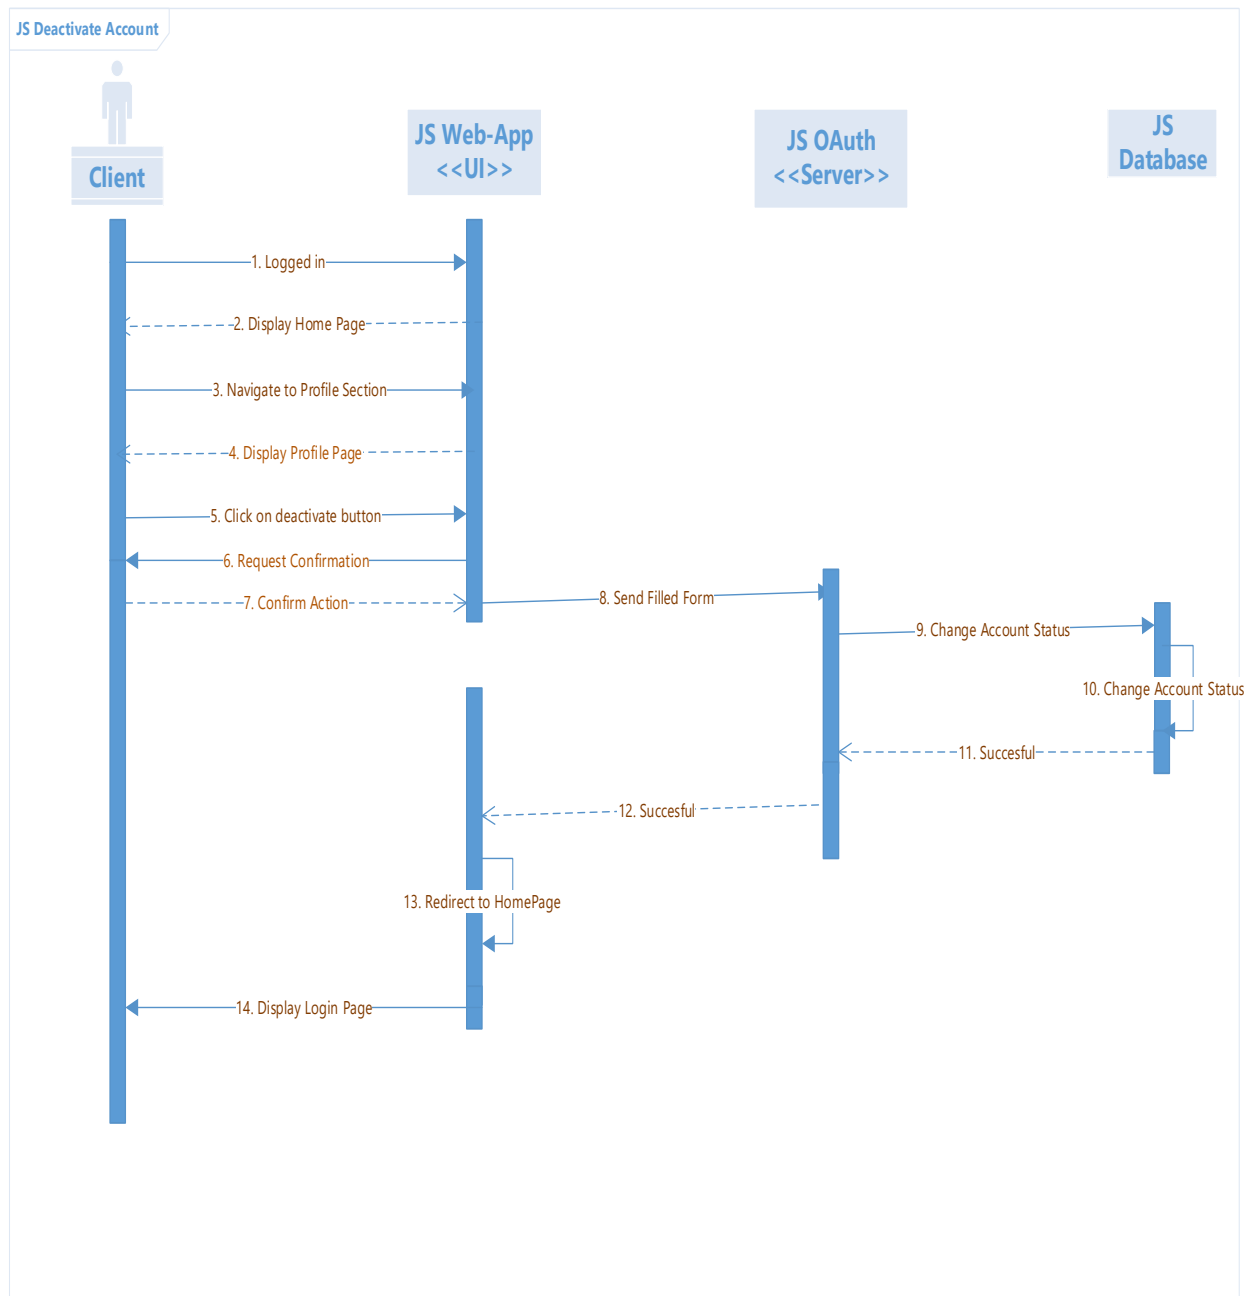 JS Deactivate Account
Client
JS Web-App
<<UI>>
JS OAuth
<<Server>>
JS
Database
1. Logged in
2. Display Home Page
3. Navigate to Profile Section
4. Display Profile Page
5. Click on deactivate button
6. Request Confirmation
7. Confirm Action
8. Send Filled Form
9. Change Account Status
10. Change Account Status
11. Succesful
12. Succesful
13. Redirect to HomePage
14. Display Login Page